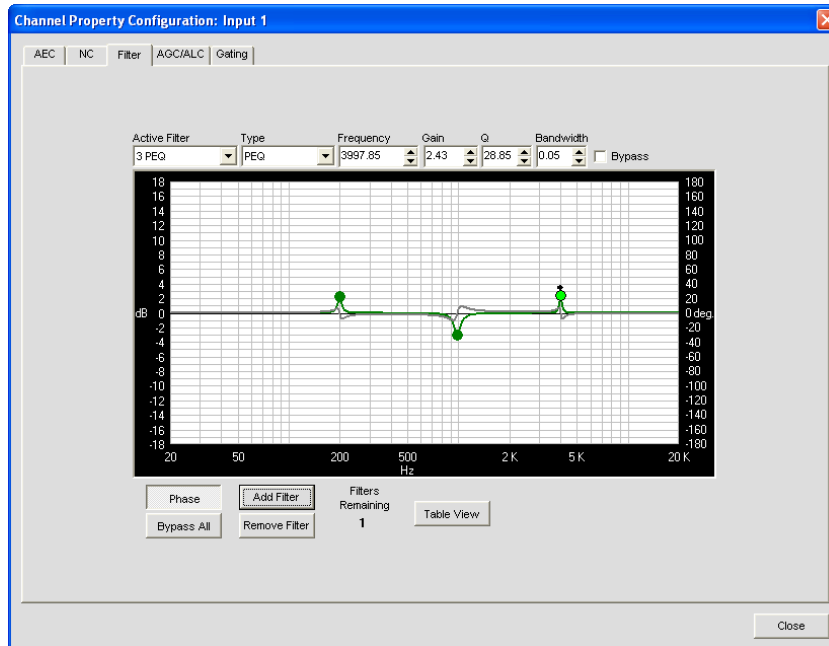 Channel Property Configuration: Input 1
AEC NC Filter AGC/ALC Gating
Active Filter Type Frequency Gain Q Bandwidth
3 PEQ PEQ 3997.85 2.43 28.85 0.05 Bypass
18 180
16 160
14 140
12 120
10 100
8 80
6 60
4 40
2 20
dB 0 0 deg.
-2 -20
-4 -40
-6 -60
-8 -80
-10 -100
-12 -120
-14 -140
-16 -160
-18 -180
20 50 200 500 2 K 5 K 20 K
Hz
Phase Add Filter Filters
Remaining
Bypass All Remove Filter 1 Table View
Close